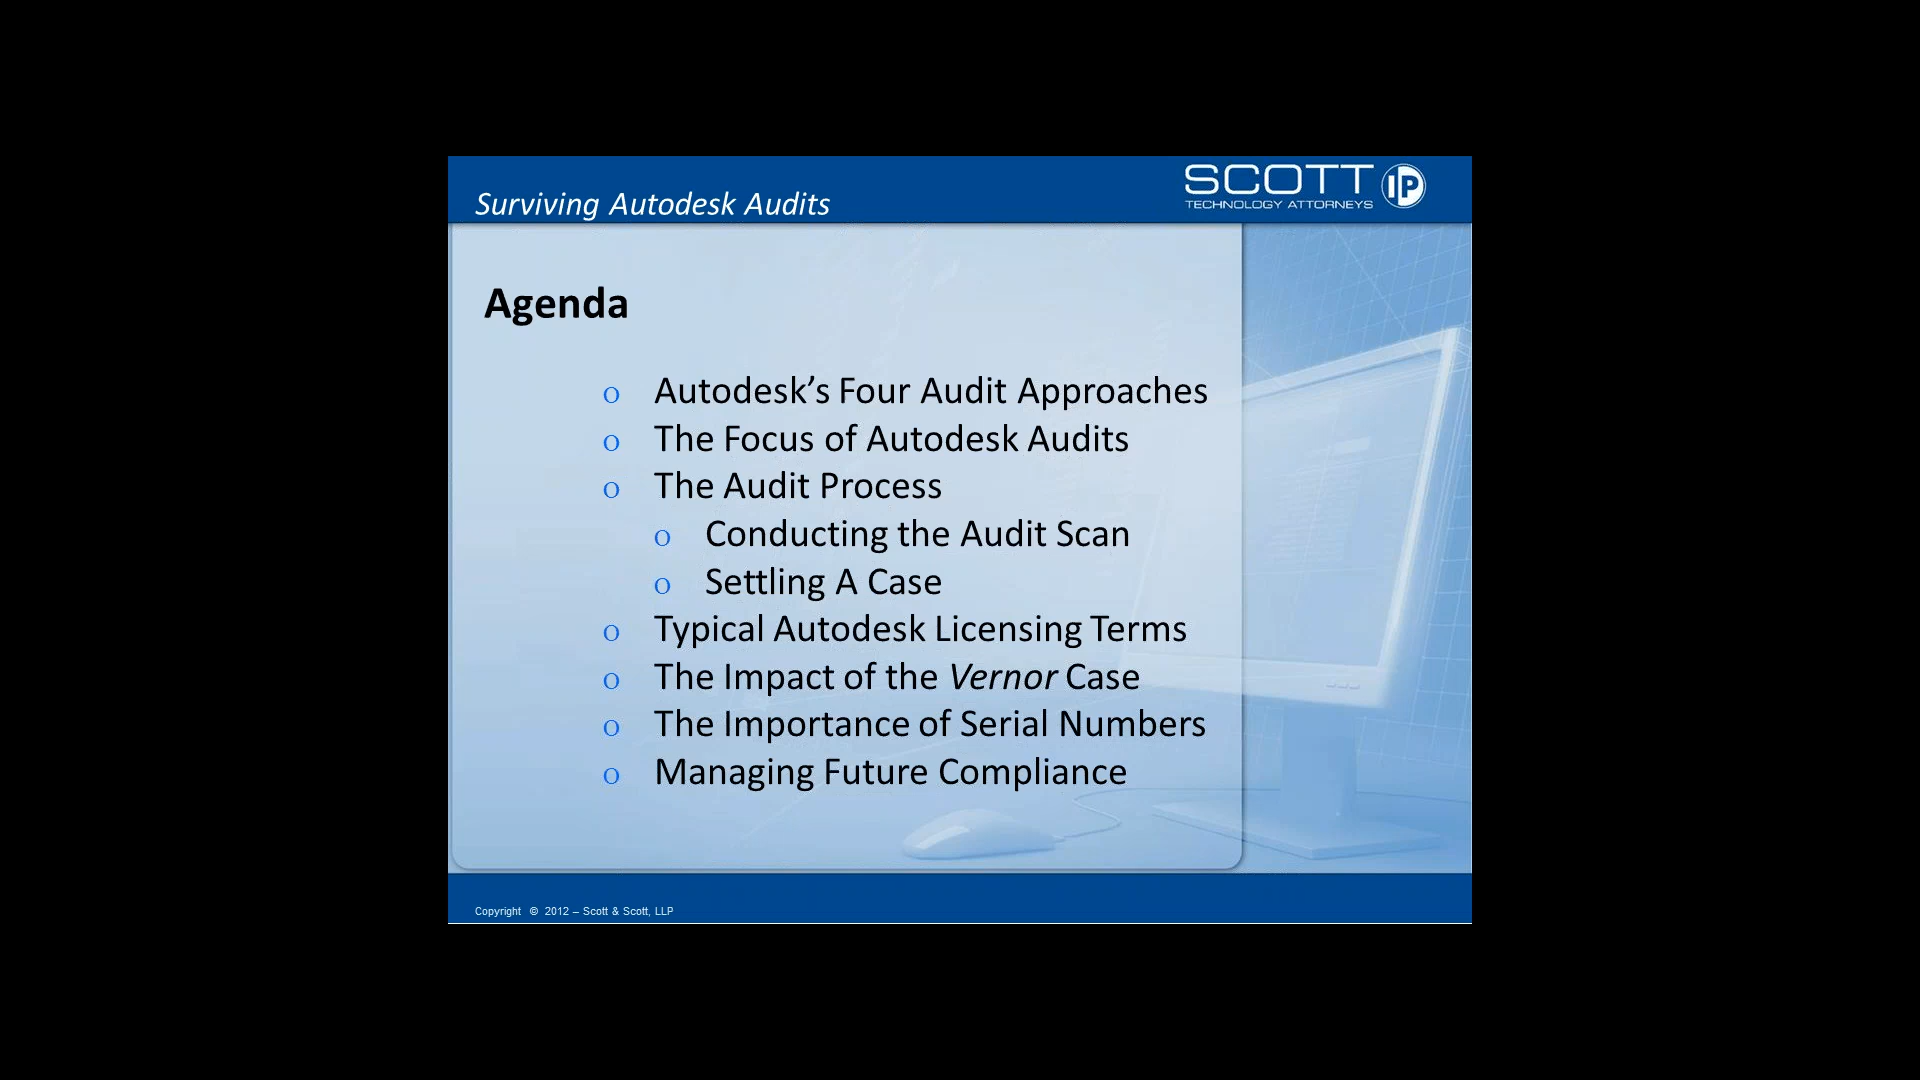 Surviving Autodesk Audits
SCOTT
TECHNOLOGY ATTORNEYS
IP
Agenda
o Autodesk’s Four Audit Approaches
o The Focus of Autodesk Audits
o The Audit Process
o Conducting the Audit Scan
o Settling A Case
o Typical Autodesk Licensing Terms
o The Impact of the Vernor Case
o The Importance of Serial Numbers
o Managing Future Compliance
Copyright © 2012 – Scott & Scott, LLP